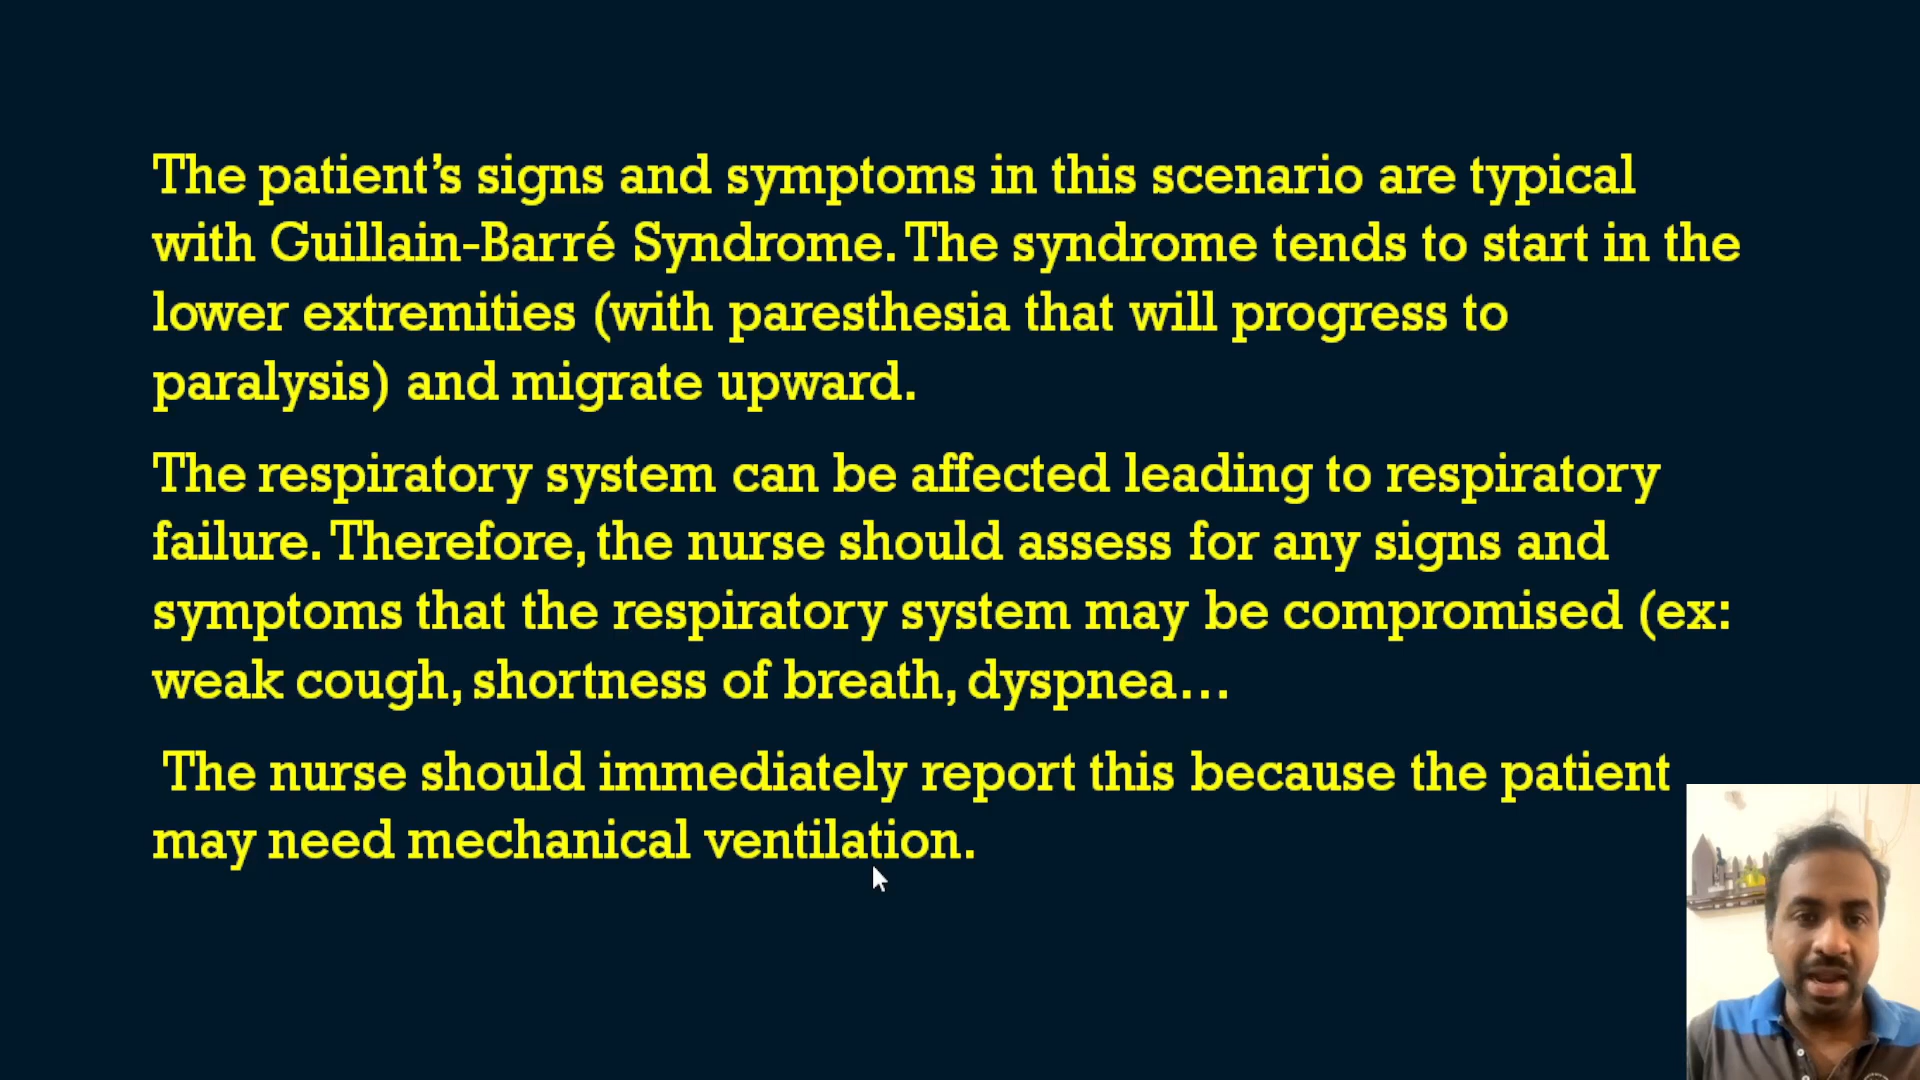 The patient’s signs and symptoms in this scenario are typical
with Guillain-Barré Syndrome. The syndrome tends to start in the
lower extremities (with paresthesia that will progress to
paralysis) and migrate upward.
The respiratory system can be affected leading to respiratory
failure. Therefore, the nurse should assess for any signs and
symptoms that the respiratory system may be compromised (ex:
weak cough, shortness of breath, dyspnea…
The nurse should immediately report this because the patient
may need mechanical ventilation.